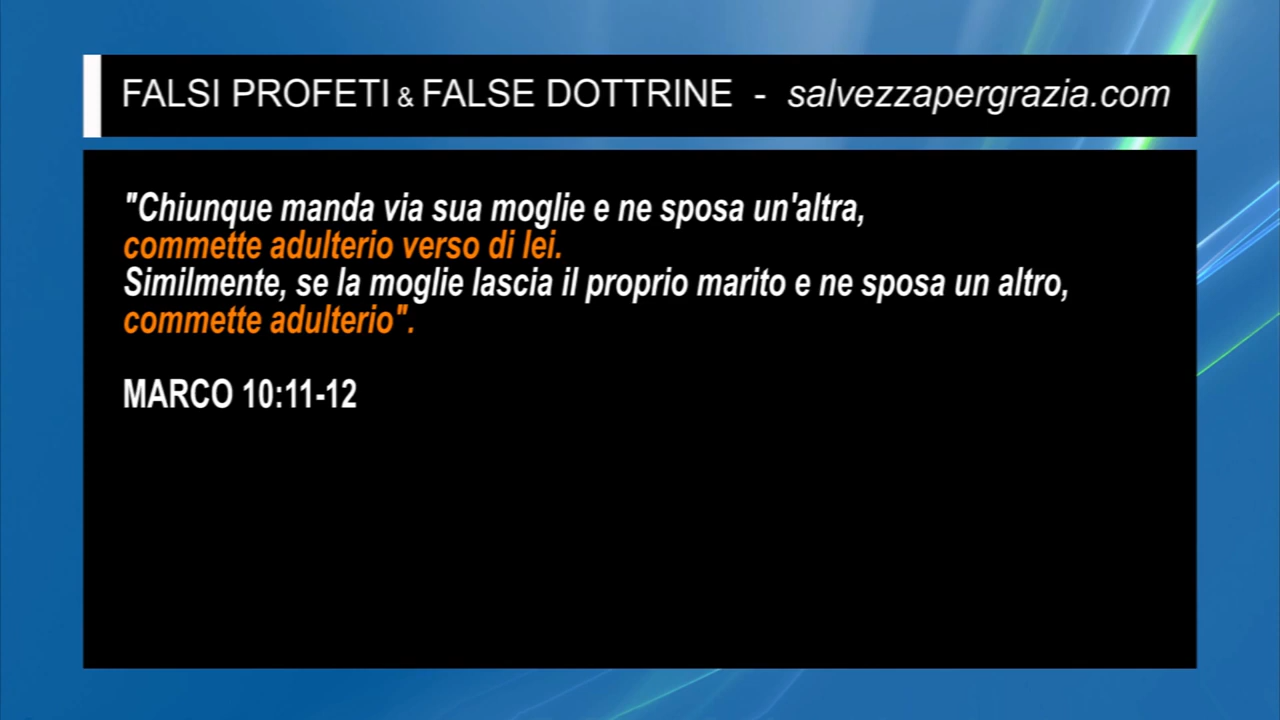 FALSI PROFETI & FALSE DOTTRINE - salvezzapergrazia.com
"Chiunque manda via sua moglie e ne sposa un'altra,
commette adulterio verso di lei.
Similmente, se la moglie lascia il proprio marito e ne sposa un altro,
commette adulterio".
MARCO 10:11-12